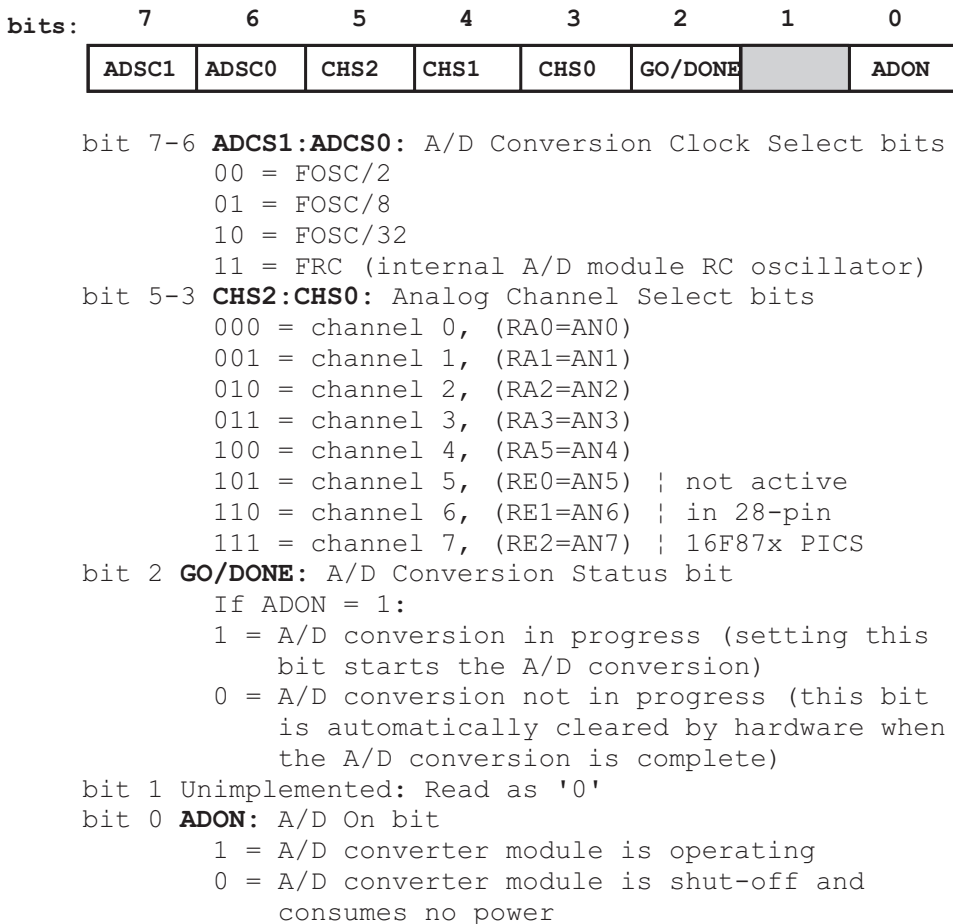 bits: 7 6 5 4 3 2 1 0
ADSC1 ADSC0 CHS2 CHS1 CHS0 GO/DONE ADON
bit 7-6 ADCS1:ADCS0: A/D Conversion Clock Select bits
00 = FOSC/2
01 = FOSC/8
10 = FOSC/32
11 = FRC (internal A/D module RC oscillator)
bit 5-3 CHS2:CHS0: Analog Channel Select bits
000 = channel 0, (RA0=AN0)
001 = channel 1, (RA1=AN1)
010 = channel 2, (RA2=AN2)
011 = channel 3, (RA3=AN3)
100 = channel 4, (RA5=AN4)
101 = channel 5, (RE0=AN5) ¦ not active
110 = channel 6, (RE1=AN6) ¦ in 28-pin
111 = channel 7, (RE2=AN7) ¦ 16F87x PICS
bit 2 GO/DONE: A/D Conversion Status bit
If ADON = 1:
1 = A/D conversion in progress (setting this
bit starts the A/D conversion)
0 = A/D conversion not in progress (this bit
is automatically cleared by hardware when
the A/D conversion is complete)
bit 1 Unimplemented: Read as '0'
bit 0 ADON: A/D On bit
1 = A/D converter module is operating
0 = A/D converter module is shut-off and
consumes no power